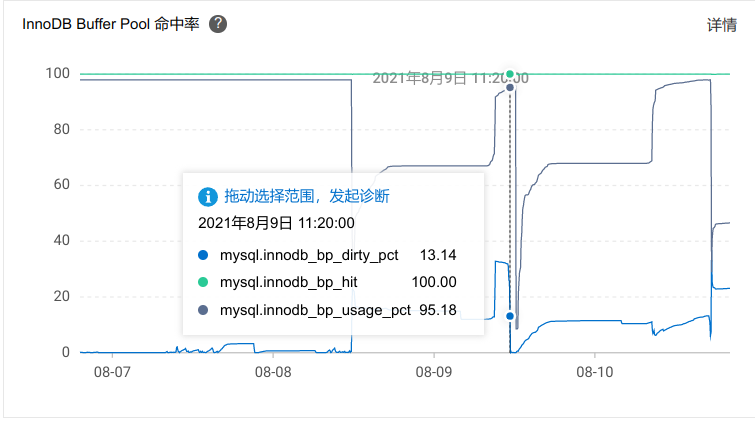 InnoDB Buffer Pool 命中率 ?
详情
100
2021年8月9日 11:20:00
80
60
40
20
0
拖动选择范围，发起诊断
2021年8月9日 11:20:00
mysql.innodb_bp_dirty_pct 13.14
mysql.innodb_bp_hit 100.00
mysql.innodb_bp_usage_pct 95.18
08-07 08-08 08-09 08-10